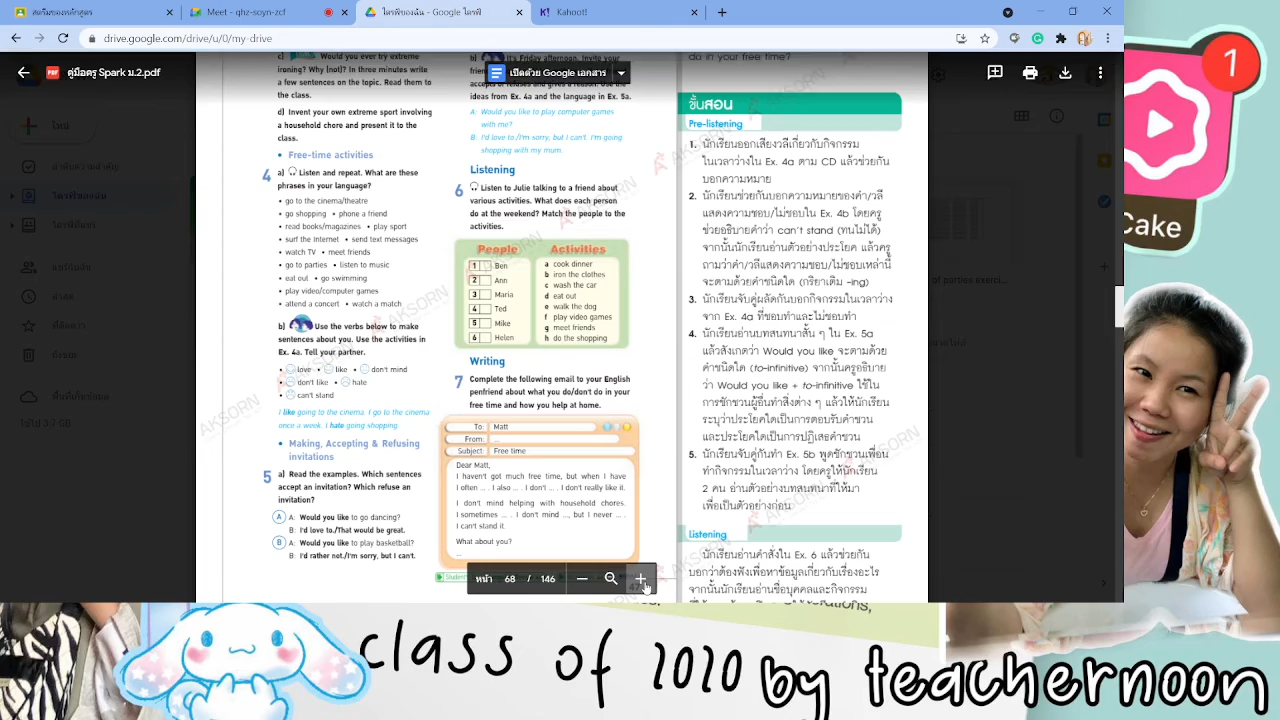 Google ไดรฟ์ - การเข้าถึงไฟ
Kahoot!
drive.google.com/drive/u/0/my-drive
คู่มือครู Spark ม.2.pdf
เปิดด้วย Google เอกสาร
c) Would you ever try extreme
ironing? Why (not)? In three minutes write
a few sentences on the topic. Read them to
the class.
d) Invent your own extreme sport involving
a household chore and present it to the
class.
• Free-time activities
4 a) Listen and repeat. What are these
phrases in your language?
• go to the cinema/theatre
• go shopping • phone a friend
• read books/magazines • play sport
• surf the Internet • send text messages
• watch TV • meet friends
• go to parties • listen to music
• eat out • go swimming
• play video/computer games
• attend a concert • watch a match
b) Use the verbs below to make
sentences about you. Use the activities in
Ex. 4a. Tell your partner.
• love • like • don't mind
• don't like • hate
• can't stand
I like going to the cinema. I go to the cinema
once a week. I hate going shopping.
• Making, Accepting & Refusing
invitations
5 a) Read the examples. Which sentences
accept an invitation? Which refuse an
invitation?
A A: Would you like to go dancing?
B: I'd love to./That would be great.
B A: Would you like to play basketball?
B: I'd rather not./I'm sorry, but I can't.
b) It's Friday afternoon. Invite your
accepts or refuses and gives a reason. Use the
ideas from Ex. 4a and the language in Ex. 5a.
A: Would you like to play computer games
with me?
B: I'd love to./I'm sorry, but I can't. I'm going
shopping with my mum.
Listening
6 Listen to Julie talking to a friend about
various activities. What does each person
do at the weekend? Match the people to the
activities.
People Activities
1 Ben a cook dinner
2 Ann b iron the clothes
3 Maria c wash the car
4 Ted d eat out
5 Mike e walk the dog
6 Helen f play video games
g meet friends
h do the shopping
Writing
7 Complete the following email to your English
penfriend about what you do/don't do in your
free time and how you help at home.
To: Matt
From: ...
Subject: Free time
Dear Matt,
I haven't got much free time, but when I have
I often ... . I also ... . I don't ... . I don't really like it.
I don't mind helping with household chores.
I sometimes ... . I don't mind ..., but I never ... .
I can't stand it.
What about you?
...
หน้า 68 / 146
do in your free time?
ขั้นสอน
Pre-listening
1. นักเรียนออกเสียงวลีเกี่ยวกับกิจกรรม
ในเวลาว่างใน Ex. 4a ตาม CD แล้วช่วยกัน
บอกความหมาย
2. นักเรียนช่วยกันบอกความหมายของคำ/วลี
แสดงความชอบ/ไม่ชอบใน Ex. 4b โดยครู
ช่วยอธิบายคำว่า can't stand (ทนไม่ได้)
จากนั้นนักเรียนอ่านตัวอย่างประโยค แล้วครู
ถามว่าคำ/วลีแสดงความชอบ/ไม่ชอบเหล่านี้
จะตามด้วยคำชนิดใด (กริยาเติม -ing)
3. นักเรียนจับคู่ผลัดกันบอกกิจกรรมในเวลาว่าง
จาก Ex. 4a ที่ชอบทำและไม่ชอบทำ
4. นักเรียนอ่านบทสนทนาสั้น ๆ ใน Ex. 5a
แล้วสังเกตว่า Would you like จะตามด้วย
คำชนิดใด (to-infinitive) จากนั้นครูอธิบาย
ว่า Would you like + to-infinitive ใช้ใน
การชักชวนผู้อื่นทำสิ่งต่าง ๆ แล้วให้นักเรียน
ระบุว่าประโยคใดเป็นการตอบรับคำชวน
และประโยคใดเป็นการปฏิเสธคำชวน
5. นักเรียนจับคู่กันทำ Ex. 5b พูดชักชวนเพื่อน
ทำกิจกรรมในเวลาว่าง โดยครูให้นักเรียน
2 คน อ่านตัวอย่างบทสนทนาที่ให้มา
เพื่อเป็นตัวอย่างก่อน
Listening
นักเรียนอ่านคำสั่งใน Ex. 6 แล้วช่วยกัน
บอกว่าต้องฟังเพื่อหาข้อมูลเกี่ยวกับเรื่องอะไร
จากนั้นนักเรียนอ่านชื่อบุคคลและกิจกรรม
AKSORN
1
Cake
class of 1010 by teachernoon